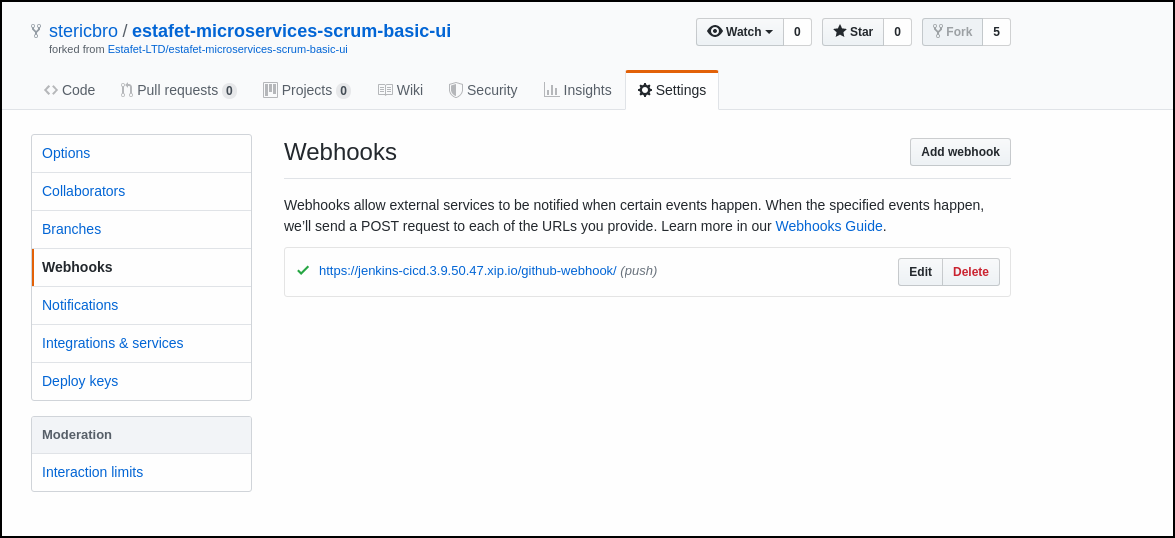 stericbro / estafet-microservices-scrum-basic-ui
forked from Estafet-LTD/estafet-microservices-scrum-basic-ui
Watch 0 Star 0 Fork 5
Code Pull requests 0 Projects 0 Wiki Security Insights Settings
Options
Collaborators
Branches
Webhooks
Notifications
Integrations & services
Deploy keys
Moderation
Interaction limits
Webhooks
Add webhook
Webhooks allow external services to be notified when certain events happen. When the specified events happen,
we'll send a POST request to each of the URLs you provide. Learn more in our Webhooks Guide.
https://jenkins-cicd.3.9.50.47.xip.io/github-webhook/ (push)
Edit Delete